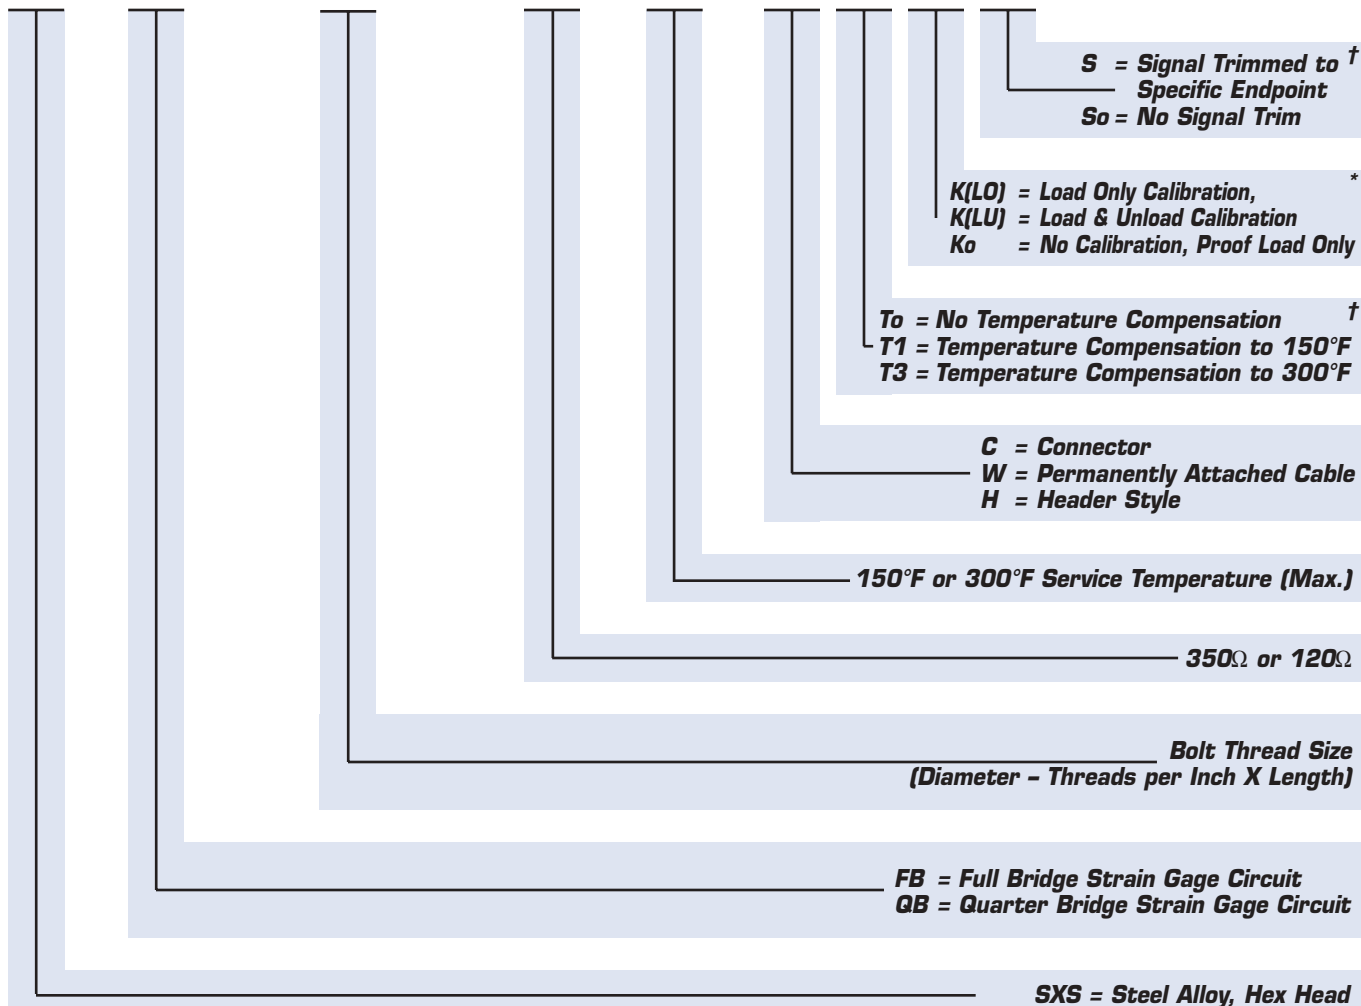 S = Signal Trimmed to †
Specific Endpoint
So = No Signal Trim
K(LO) = Load Only Calibration, *
K(LU) = Load & Unload Calibration
Ko = No Calibration, Proof Load Only
To = No Temperature Compensation †
T1 = Temperature Compensation to 150°F
T3 = Temperature Compensation to 300°F
C = Connector
W = Permanently Attached Cable
H = Header Style
150°F or 300°F Service Temperature (Max.)
350Ω or 120Ω
Bolt Thread Size
(Diameter – Threads per Inch X Length)
FB = Full Bridge Strain Gage Circuit
QB = Quarter Bridge Strain Gage Circuit
SXS = Steel Alloy, Hex Head